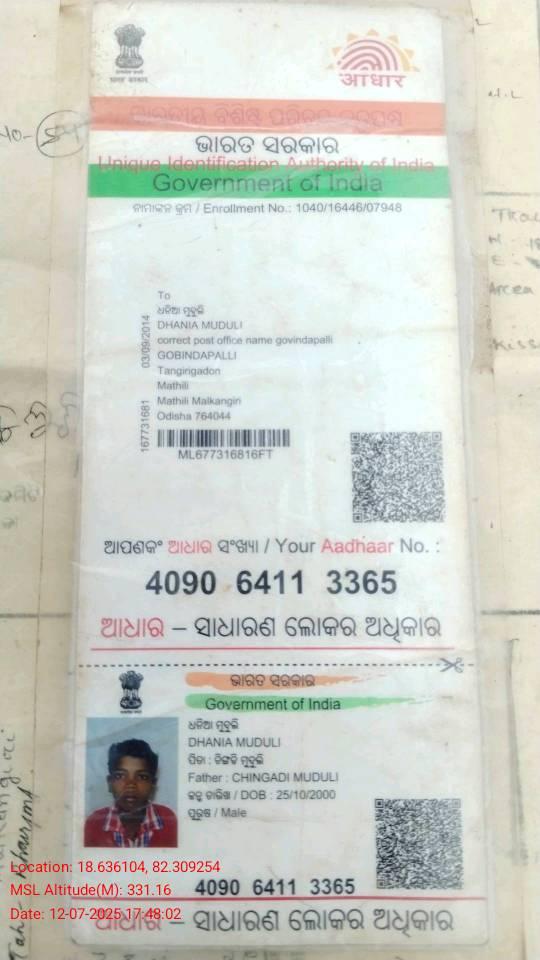 आधार
ଭାରତୀୟ ବିଶିଷ୍ଟ ପରିଚୟ
ଭାରତ ସରକାର
Unique Identification Authority of India
Government of India
ନାମାଙ୍କନ କ୍ରମ / Enrollment No.: 1040/16446/07948
To
ଧନିଆ ମୁଦୁଲି
DHANIA MUDULI
correct post office name govindapalli
GOBINDAPALLI
Tangirigadon
Mathili
Mathili Malkangiri
Odisha 764044
03/09/2014
167731681
ML677316816FT
ଆପଣଙ୍କ ଆଧାର ସଂଖ୍ୟା / Your Aadhaar No. :
4090 6411 3365
ଆଧାର – ସାଧାରଣ ଲୋକର ଅଧିକାର
ଭାରତ ସରକାର
Government of India
ଧନିଆ ମୁଦୁଲି
DHANIA MUDULI
ପିତା : ଚିଙ୍ଗଡି ମୁଦୁଲି
Father : CHINGADI MUDULI
ଜନ୍ମ ତାରିଖ / DOB : 25/10/2000
ପୁରୁଷ / Male
4090 6411 3365
ଆଧାର – ସାଧାରଣ ଲୋକର ଅଧିକାର
Location: 18.636104, 82.309254
MSL Altitude(M): 331.16
Date: 12-07-2025 17:48:02